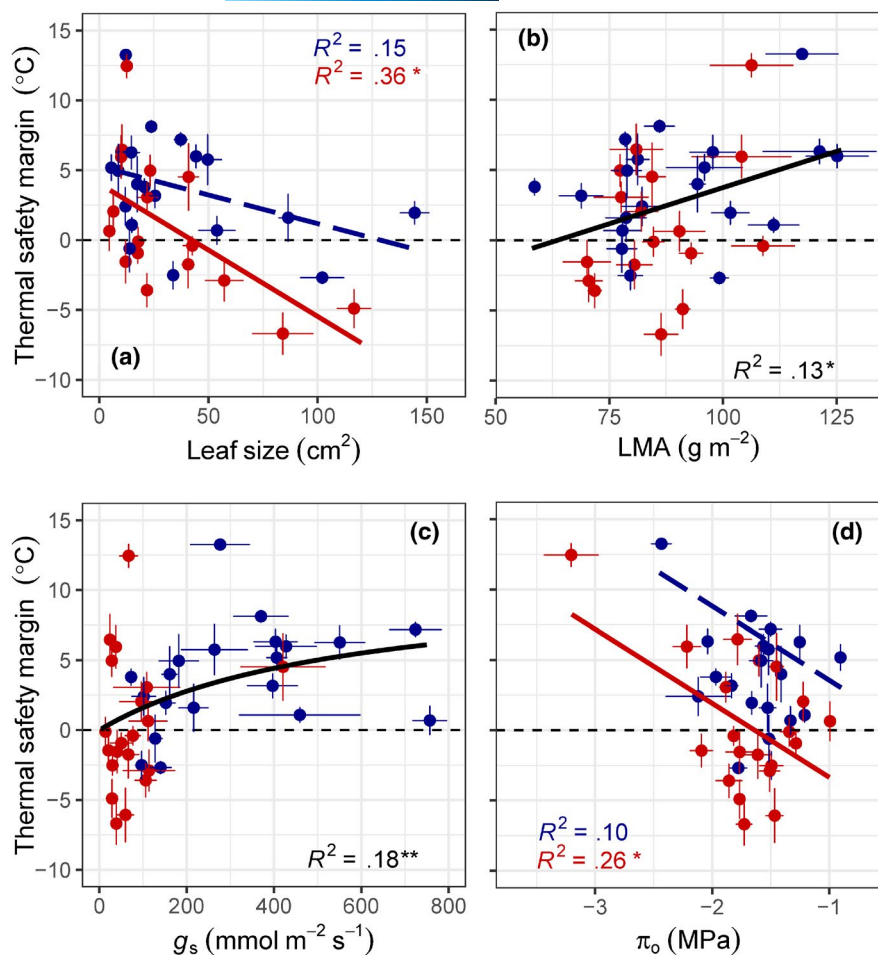 (a)
R² = .15
R² = .36 *
Thermal safety margin (°C)
15
10
5
0
−5
−10
0
50
100
150
Leaf size (cm²)
(b)
R² = .13*
50
75
100
125
LMA (g m⁻²)
(c)
R² = .18**
Thermal safety margin (°C)
15
10
5
0
−5
−10
0
200
400
600
800
gₛ (mmol m⁻² s⁻¹)
(d)
R² = .10
R² = .26 *
−3
−2
−1
πₒ (MPa)